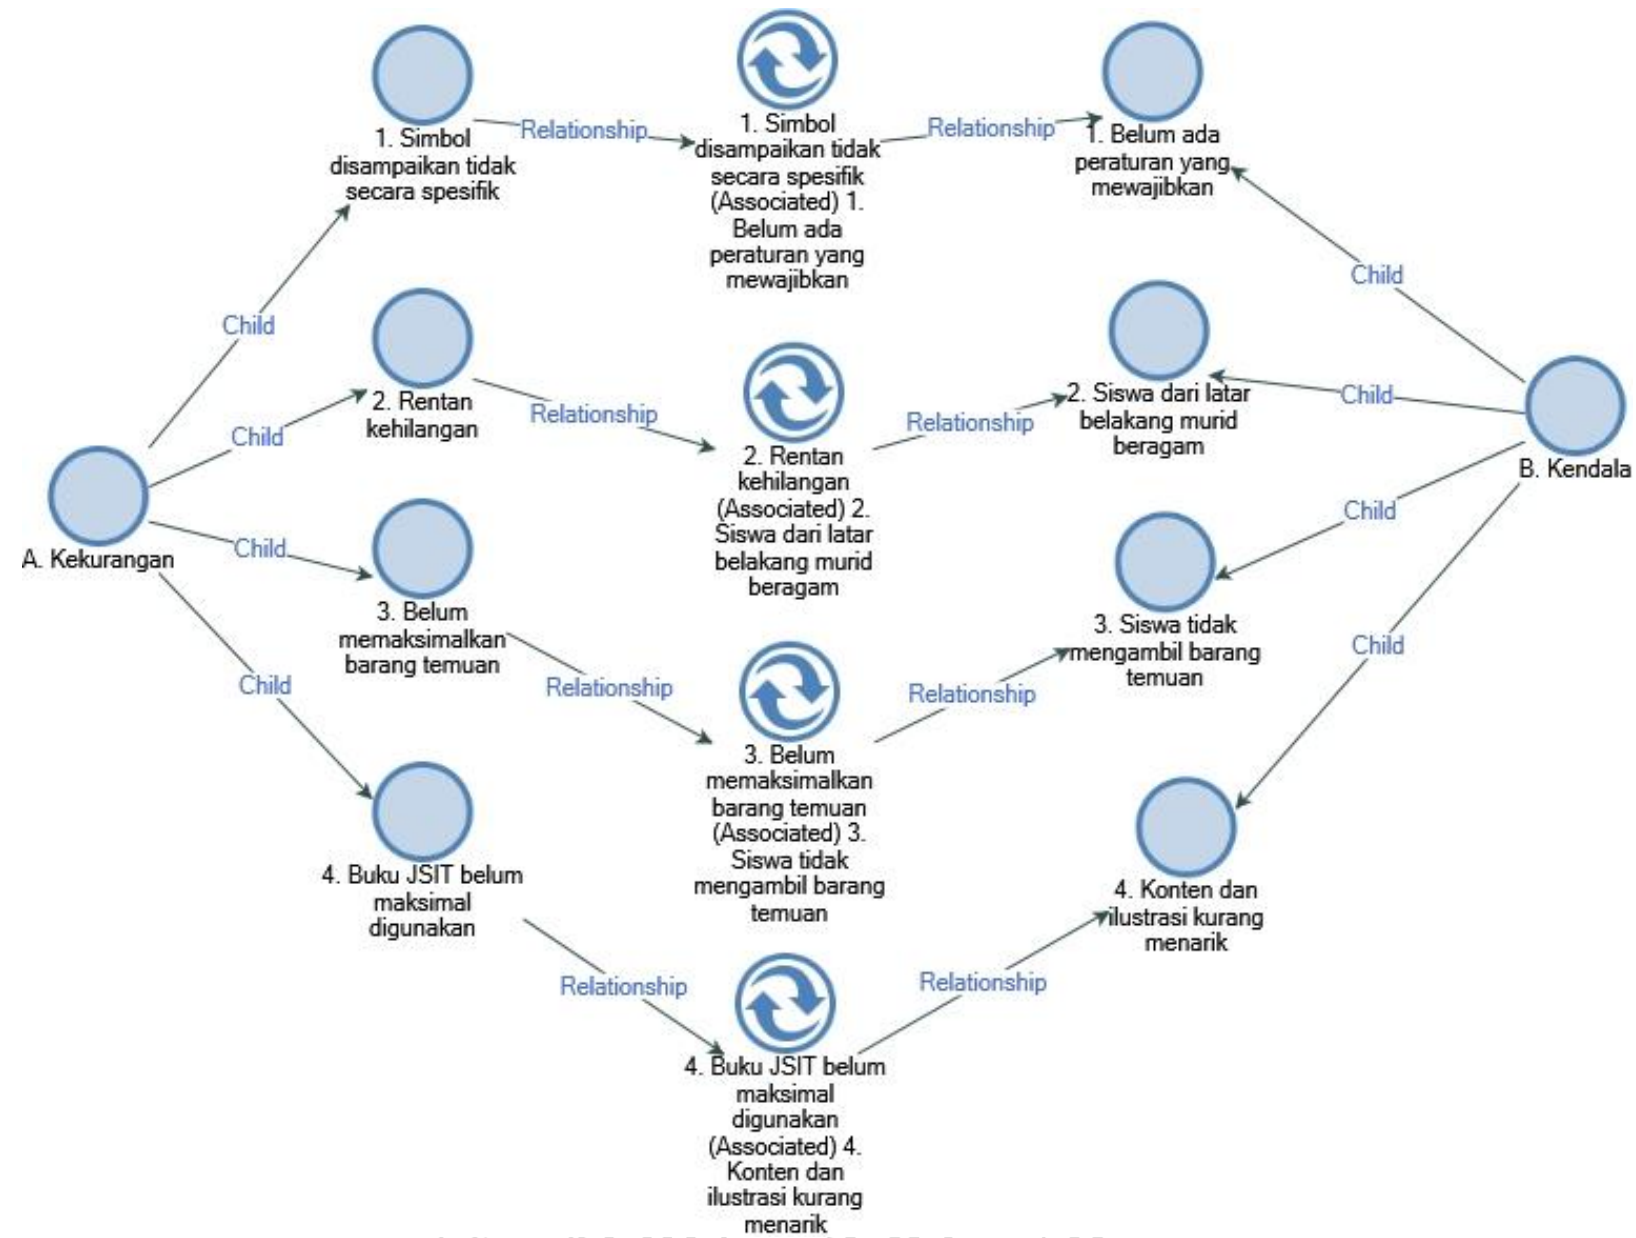 1. Simbol
disampaikan tidak
secara spesifik
Relationship
1. Simbol
disampaikan tidak
secara spesifik
(Associated) 1.
Belum ada
peraturan yang
mewajibkan
Relationship
1. Belum ada
peraturan yang
mewajibkan
Child
Child
2. Rentan
kehilangan
Relationship
2. Rentan
kehilangan
(Associated) 2.
Siswa dari latar
belakang murid
beragam
Relationship
2. Siswa dari latar
belakang murid
beragam
Child
Child
A. Kekurangan
B. Kendala
Child
3. Belum
memaksimalkan
barang temuan
Relationship
3. Belum
memaksimalkan
barang temuan
(Associated) 3.
Siswa tidak
mengambil barang
temuan
Relationship
3. Siswa tidak
mengambil barang
temuan
Child
Child
Child
4. Buku JSIT belum
maksimal
digunakan
Relationship
4. Buku JSIT belum
maksimal
digunakan
(Associated) 4.
Konten dan
ilustrasi kurang
menarik
Relationship
4. Konten dan
ilustrasi kurang
menarik